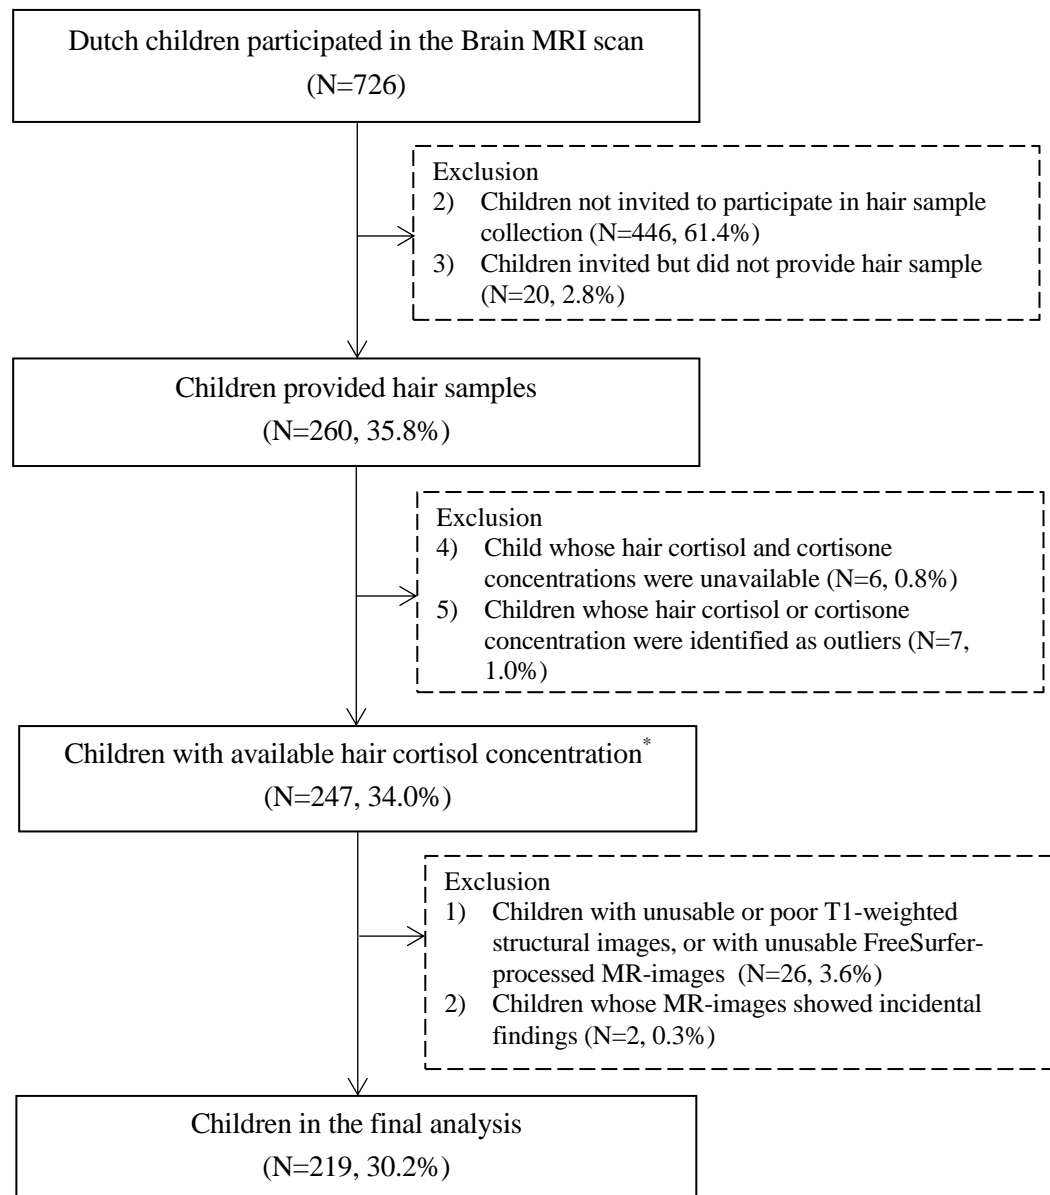 Dutch children participated in the Brain MRI scan
(N=726)
Exclusion
2) Children not invited to participate in hair sample
collection (N=446, 61.4%)
3) Children invited but did not provide hair sample
(N=20, 2.8%)
Children provided hair samples
(N=260, 35.8%)
Exclusion
4) Child whose hair cortisol and cortisone
concentrations were unavailable (N=6, 0.8%)
5) Children whose hair cortisol or cortisone
concentration were identified as outliers (N=7,
1.0%)
Children with available hair cortisol concentration*
(N=247, 34.0%)
Exclusion
1) Children with unusable or poor T1-weighted
structural images, or with unusable FreeSurfer-
processed MR-images (N=26, 3.6%)
2) Children whose MR-images showed incidental
findings (N=2, 0.3%)
Children in the final analysis
(N=219, 30.2%)